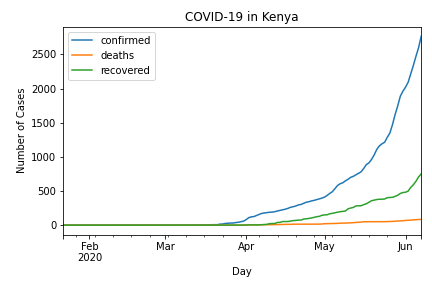 COVID-19 in Kenya
confirmed
deaths
recovered
Number of Cases
2500
2000
1500
1000
500
0
Feb Mar Apr May Jun
2020
Day